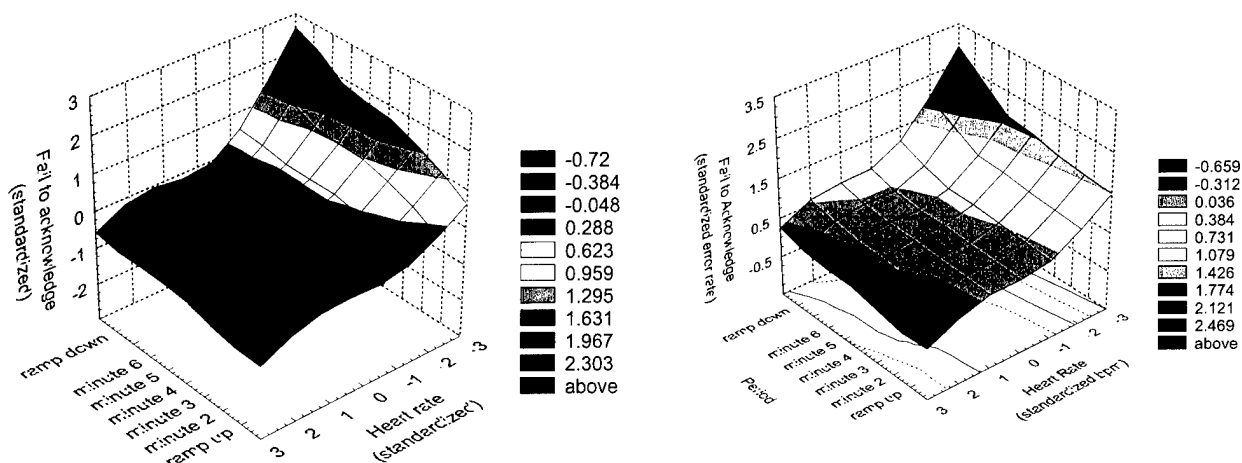 3
2
1
0
-1
-2
Fail to acknowledge
(standardized)
ramp down
minute 6
minute 5
minute 4
minute 3
minute 2
ramp up
3
2
1
0
-1
-2
-3
Heart rate
(standardized)
-0.72
-0.384
-0.048
0.288
0.623
0.959
1.295
1.631
1.967
2.303
above
3.5
2.5
1.5
0.5
-0.5
Fail to Acknowledge
(standardized error rate)
ramp down
minute 6
minute 5
minute 4
minute 3
minute 2
ramp up
Period
3
2
1
0
-1
-2
-3
Heart Rate
(standardized bpm)
-0.659
-0.312
0.036
0.384
0.731
1.079
1.426
1.774
2.121
2.469
above